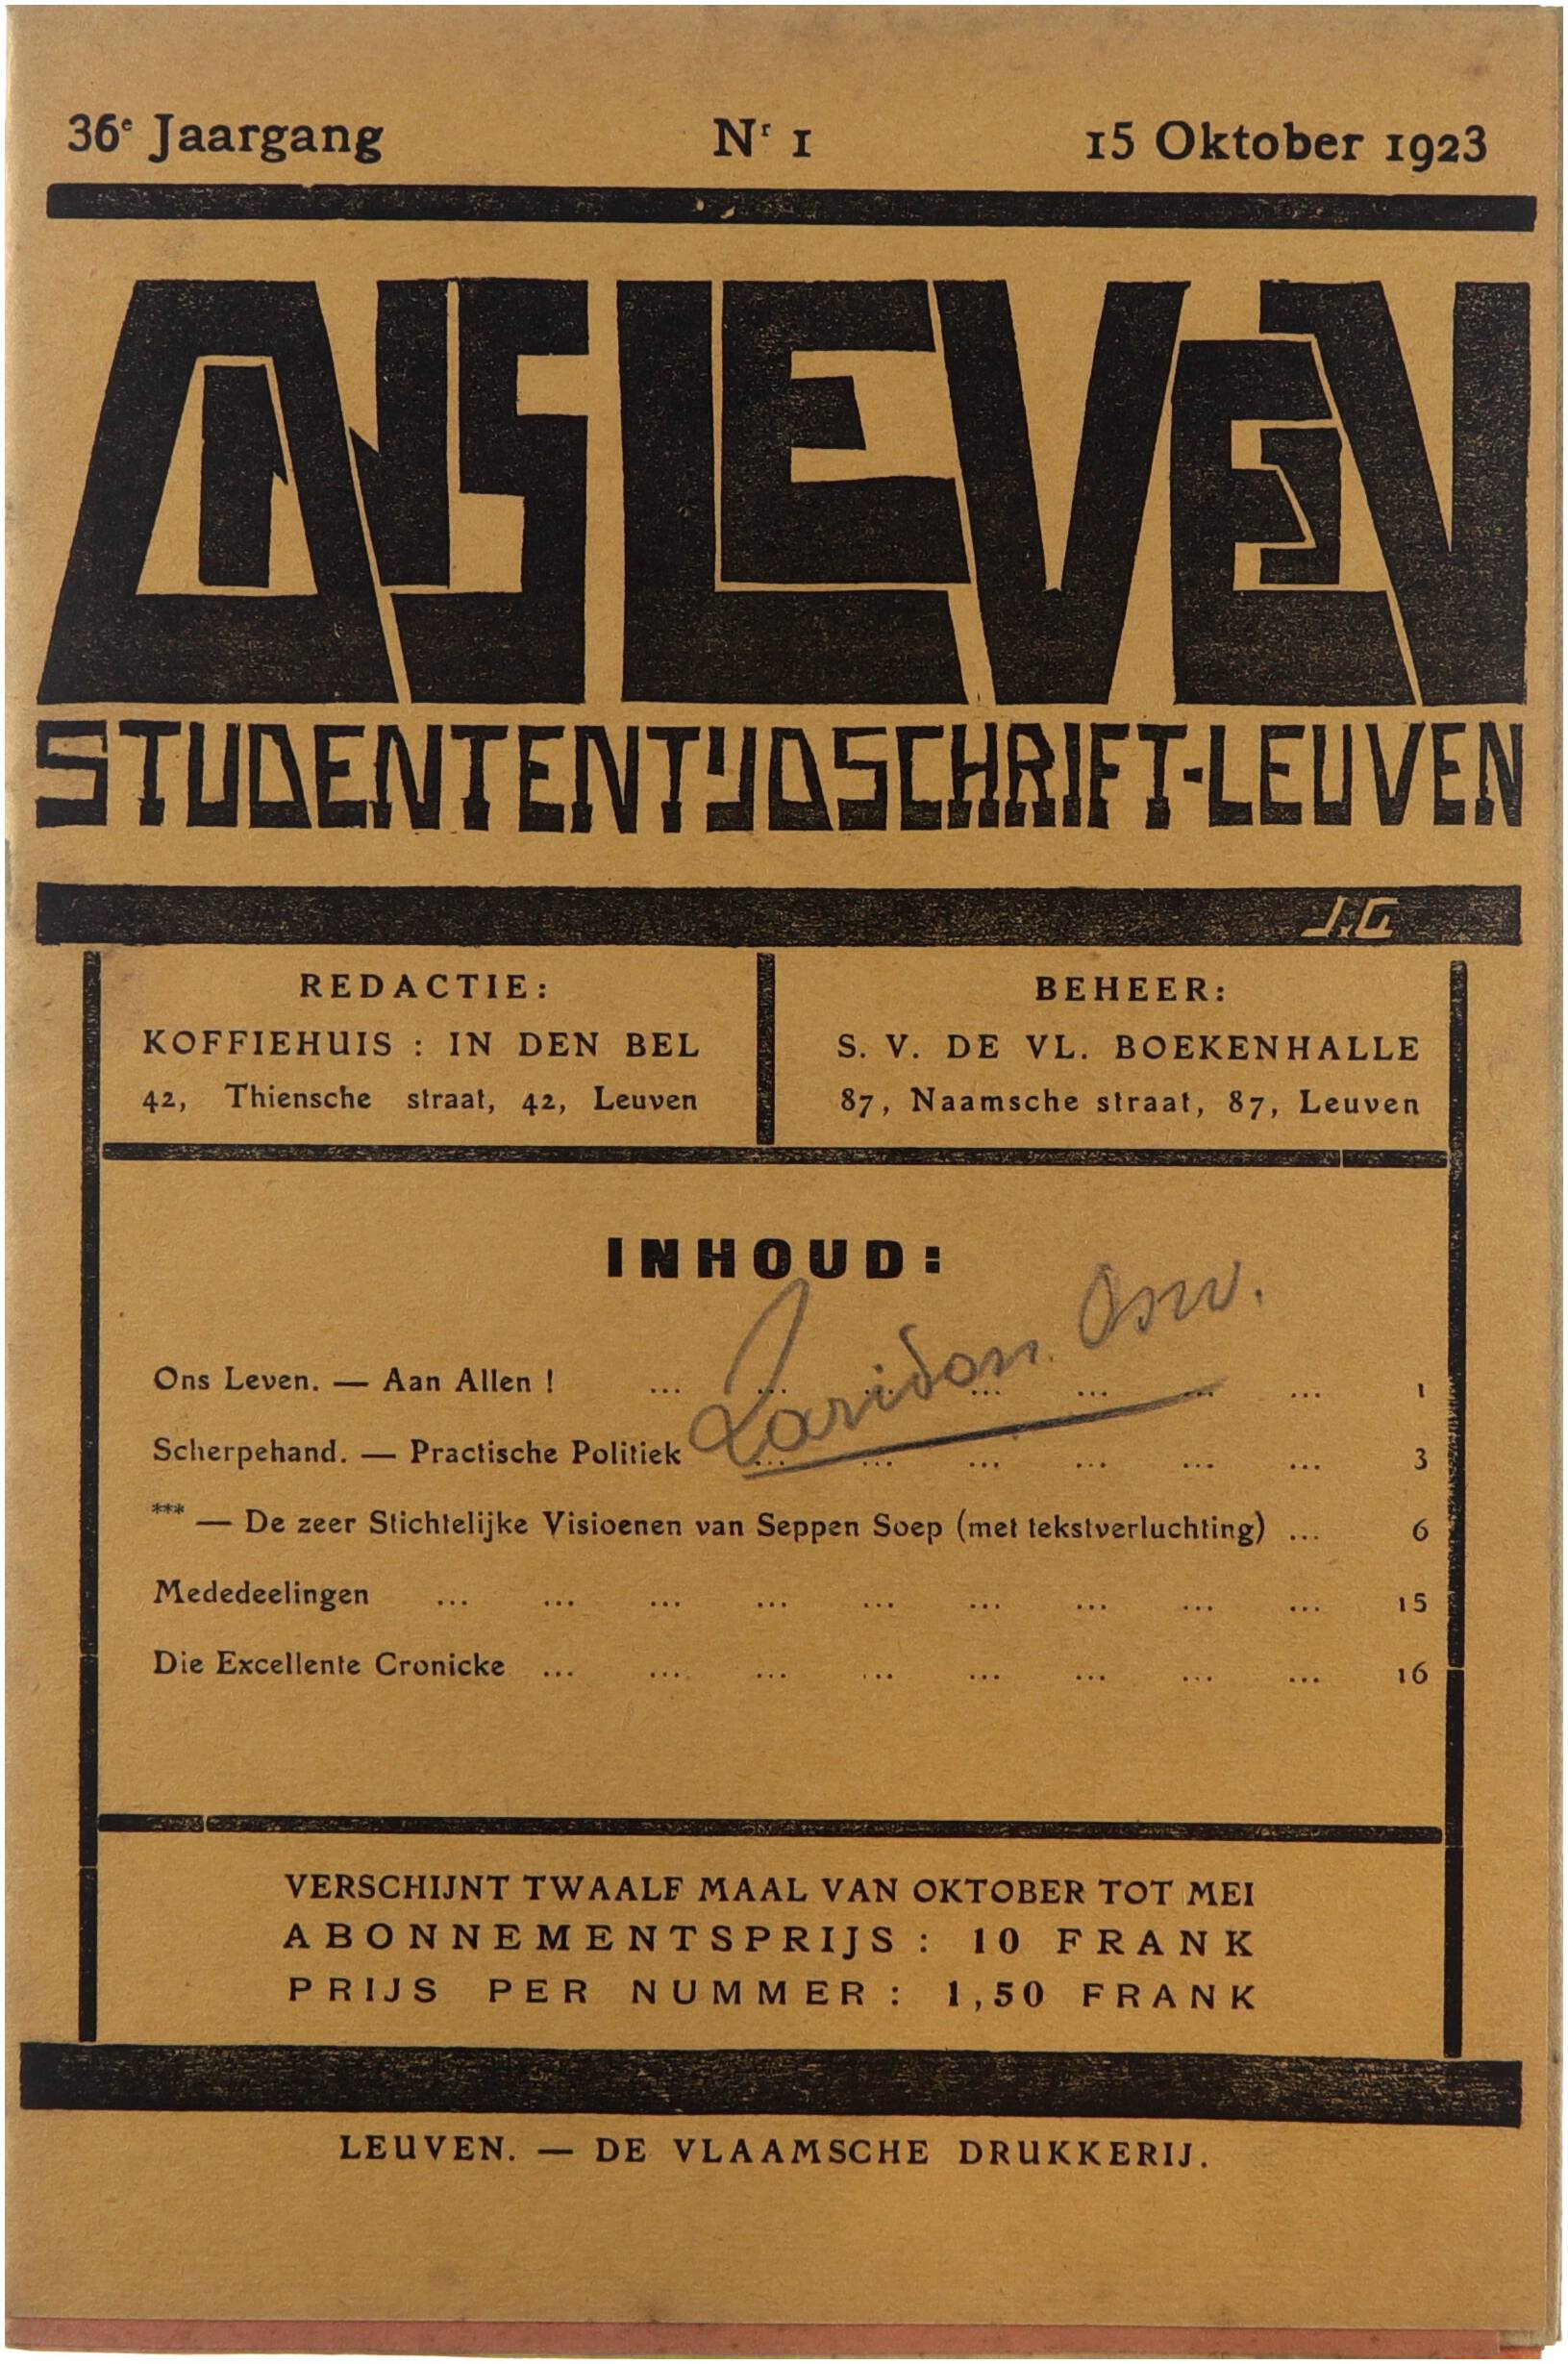 36e Jaargang Nr 1 15 Oktober 1923
ONS LEVEN
STUDENTENTIJDSCHRIFT-LEUVEN
J.G
REDACTIE:
KOFFIEHUIS : IN DEN BEL
42, Thiensche straat, 42, Leuven
BEHEER:
S. V. DE VL. BOEKENHALLE
87, Naamsche straat, 87, Leuven
INHOUD:
Laridon. Osw.
Ons Leven. — Aan Allen ! ... ... ... ... ... ... ... 1
Scherpehand. — Practische Politiek ... ... ... ... ... ... 3
*** — De zeer Stichtelijke Visioenen van Seppen Soep (met tekstverluchting) ... 6
Mededeelingen ... ... ... ... ... ... ... ... ... 15
Die Excellente Cronicke ... ... ... ... ... ... ... ... 16
VERSCHIJNT TWAALF MAAL VAN OKTOBER TOT MEI
ABONNEMENTSPRIJS : 10 FRANK
PRIJS PER NUMMER : 1,50 FRANK
LEUVEN. — DE VLAAMSCHE DRUKKERIJ.